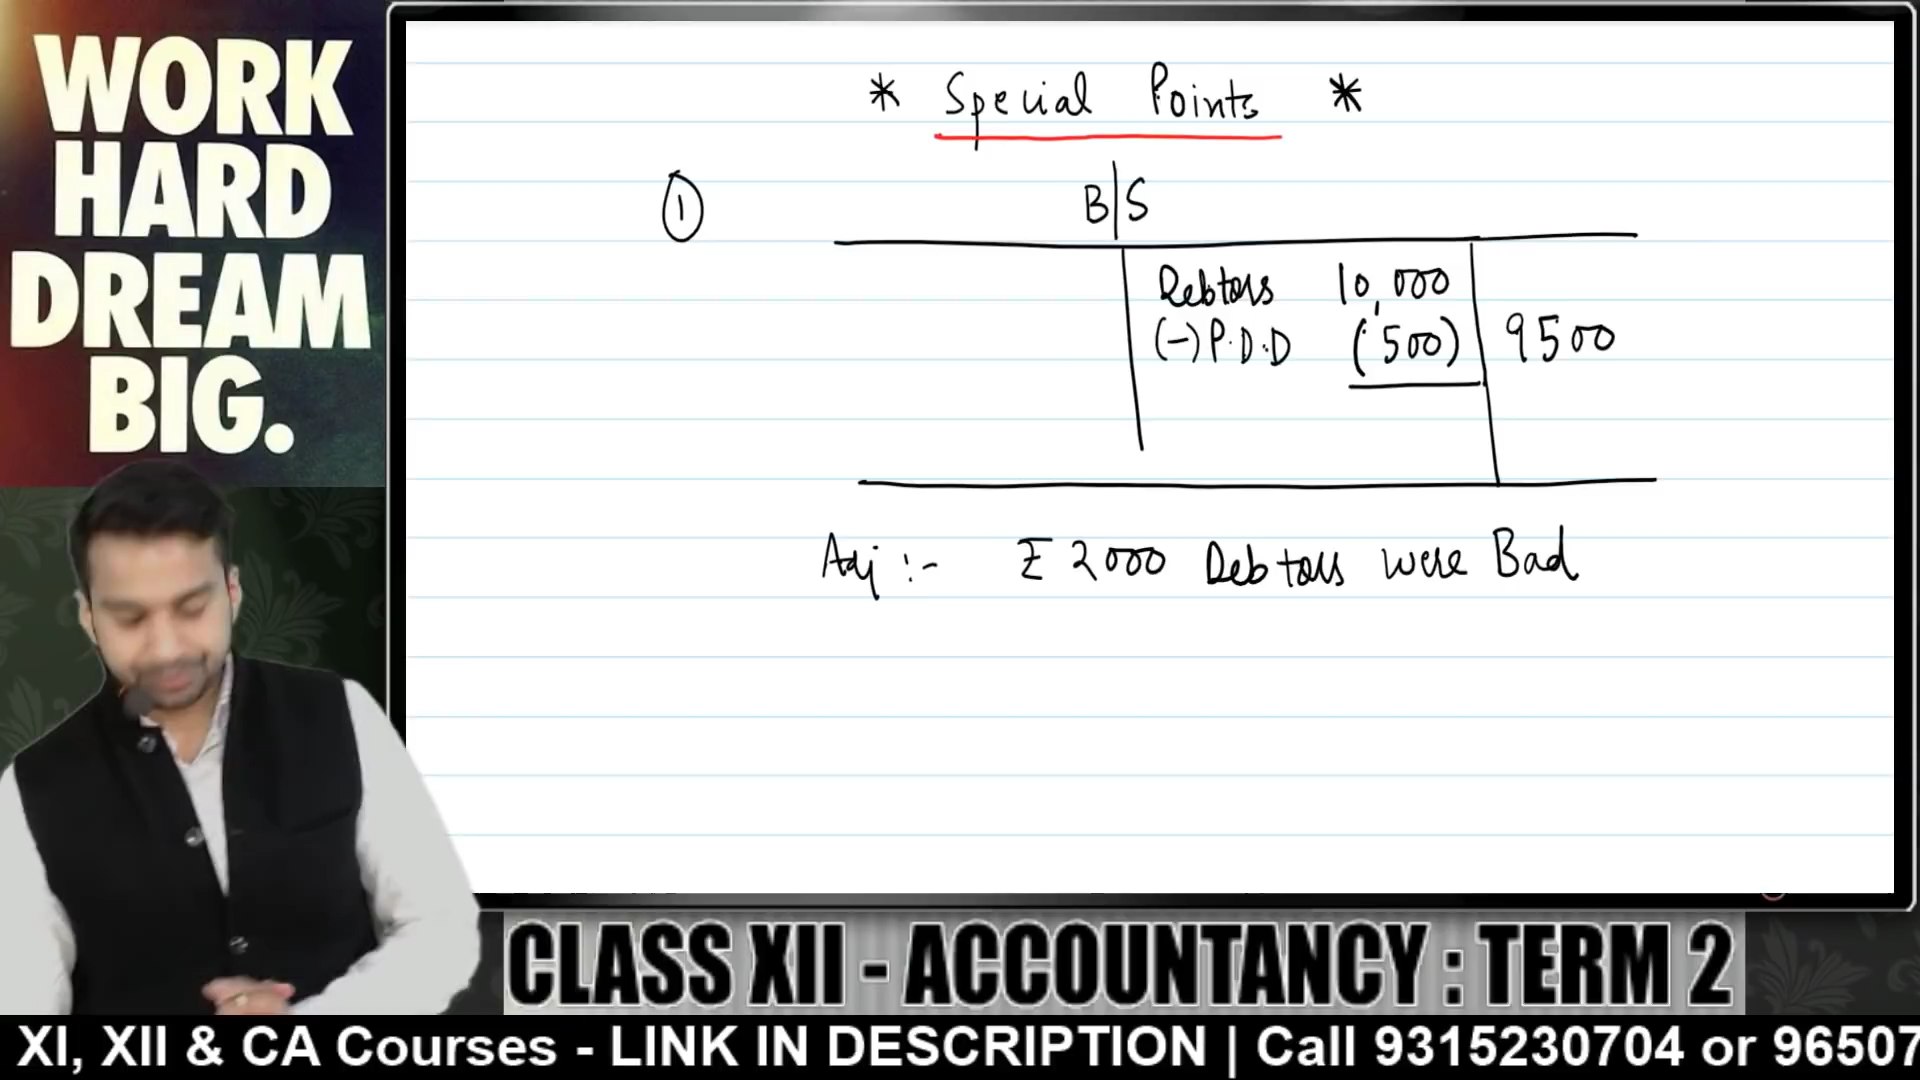 WORK
HARD
DREAM
BIG.
* Special Points *
① B|S
Debtors 10,000
(-) P.D.D (500) 9500
Adj :- ₹ 2000 Debtors were Bad
CLASS XII - ACCOUNTANCY : TERM 2
XI, XII & CA Courses - LINK IN DESCRIPTION | Call 9315230704 or 96507